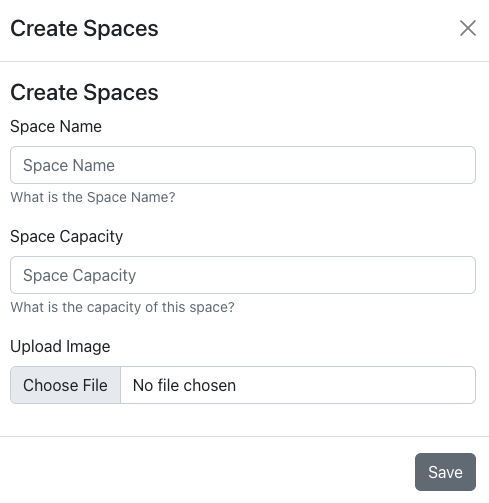 Create Spaces
Create Spaces
Space Name
Space Name
What is the Space Name?
Space Capacity
Space Capacity
What is the capacity of this space?
Upload Image
Choose File No file chosen
Save